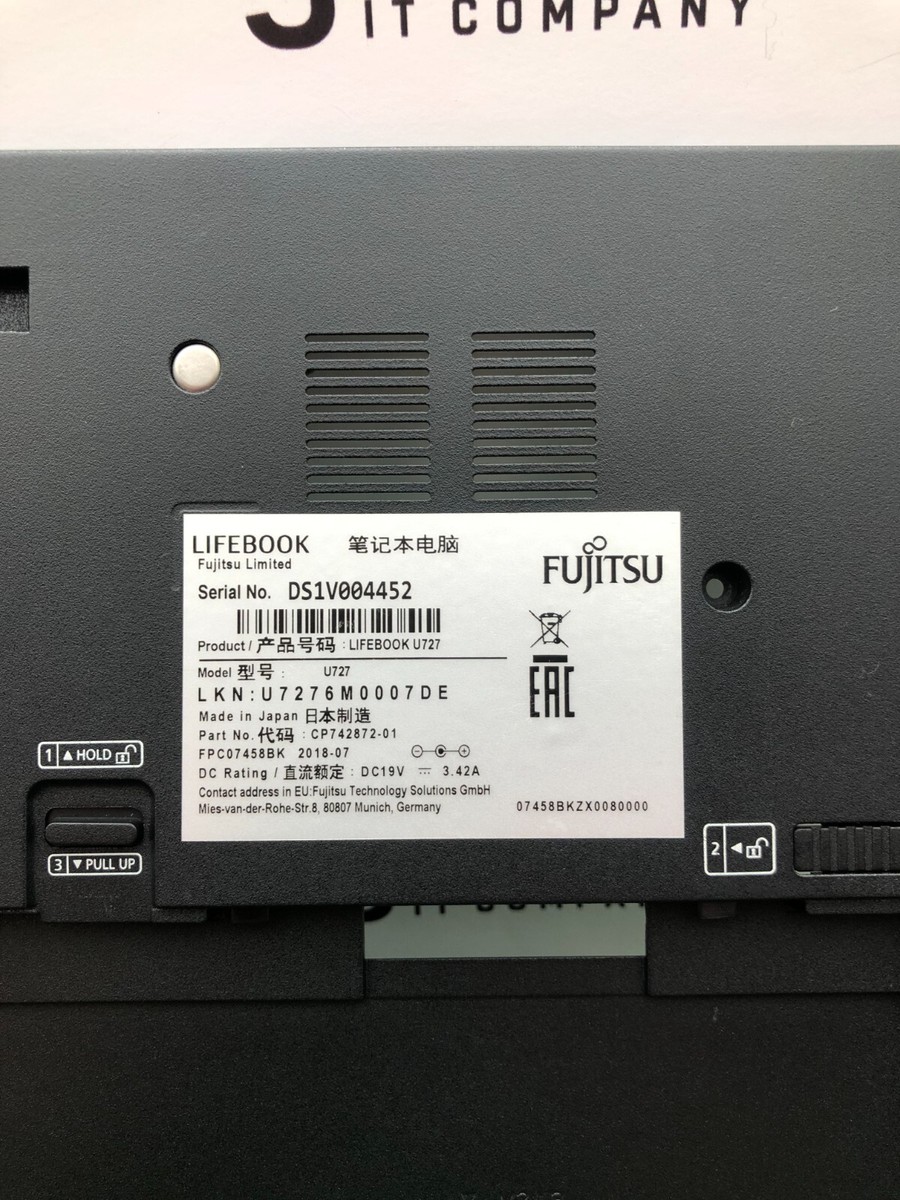 IT COMPANY
LIFEBOOK 笔记本电脑
Fujitsu Limited
FUJITSU
Serial No. DS1V004452
Product / 产品号码 : LIFEBOOK U727
Model 型号 : U727
EAC
LKN:U7276M0007DE
Made in Japan 日本制造
Part No. 代码 : CP742872-01
FPC07458BK 2018-07
DC Rating / 直流额定 : DC19V ⎓ 3.42A
Contact address in EU:Fujitsu Technology Solutions GmbH
Mies-van-der-Rohe-Str.8, 80807 Munich, Germany
07458BKZX0080000
1 ▲ HOLD
3 ▼ PULL UP
2 ◀